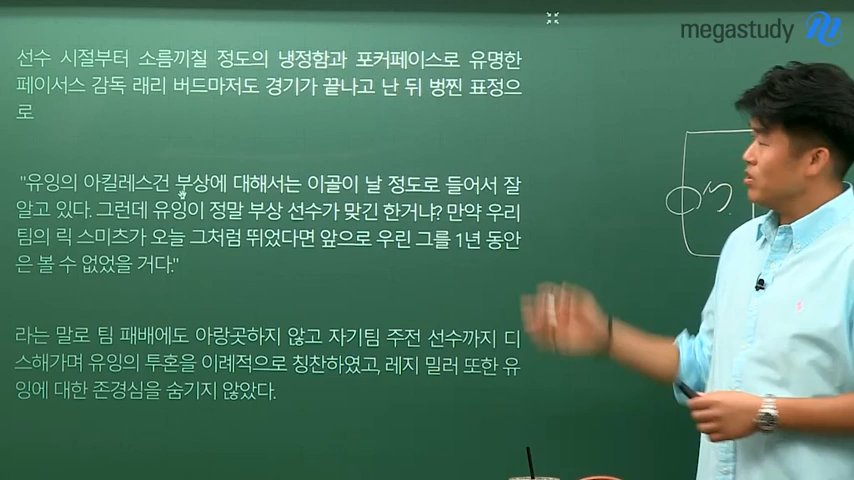 megastudy
선수 시절부터 소름끼칠 정도의 냉정함과 포커페이스로 유명한
페이서스 감독 래리 버드마저도 경기가 끝나고 난 뒤 벙찐 표정으
로
"유잉의 아킬레스건 부상에 대해서는 이골이 날 정도로 들어서 잘
알고 있다. 그런데 유잉이 정말 부상 선수가 맞긴 한거냐? 만약 우리
팀의 릭 스미츠가 오늘 그처럼 뛰었다면 앞으로 우린 그를 1년 동안
은 볼 수 없었을 거다."
라는 말로 팀 패배에도 아랑곳하지 않고 자기팀 주전 선수까지 디
스해가며 유잉의 투혼을 이례적으로 칭찬하였고, 레지 밀러 또한 유
잉에 대한 존경심을 숨기지 않았다.